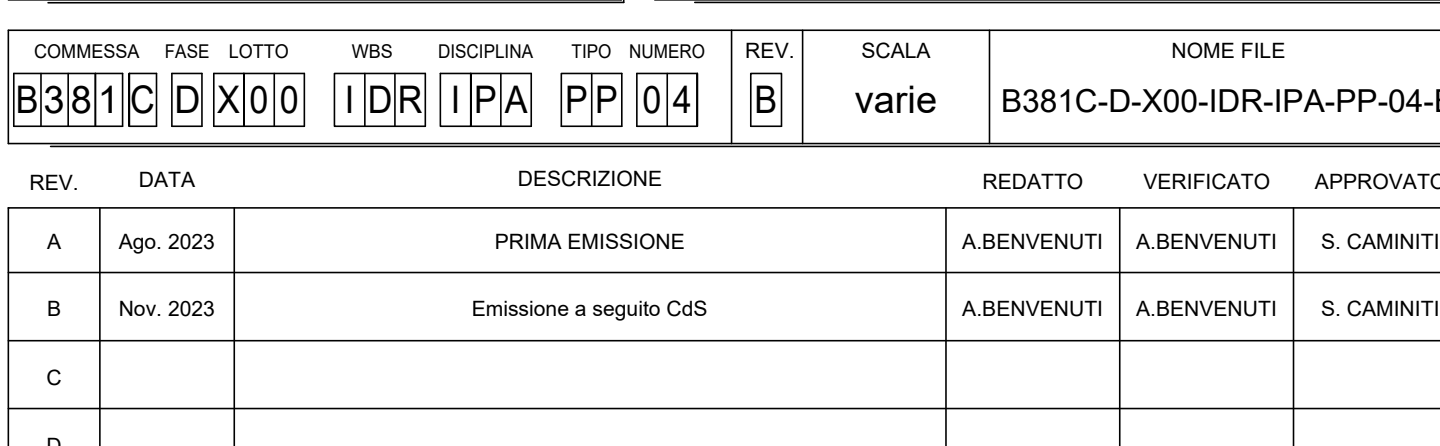 COMMESSA FASE LOTTO WBS DISCIPLINA TIPO NUMERO REV. SCALA NOME FILE
B381C D X00 IDR IPA PP 04 B varie B381C-D-X00-IDR-IPA-PP-04-
REV. DATA DESCRIZIONE REDATTO VERIFICATO APPROVATO
A Ago. 2023 PRIMA EMISSIONE A.BENVENUTI A.BENVENUTI S. CAMINITI
B Nov. 2023 Emissione a seguito CdS A.BENVENUTI A.BENVENUTI S. CAMINITI
C
D